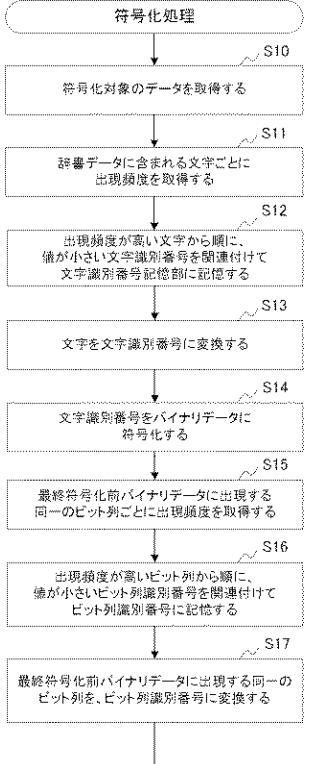 符号化処理
S10
符号化対象のデータを取得する
S11
辞書データに含まれる文字ごとに
出現頻度を取得する
S12
出現頻度が高い文字から順に、
値が小さい文字識別番号を関連付けて
文字識別番号記憶部に記憶する
S13
文字を文字識別番号に変換する
S14
文字識別番号をバイナリデータに
符号化する
S15
最終符号化前バイナリデータに出現する
同一のビット列ごとに出現頻度を取得する
S16
出現頻度が高いビット列から順に、
値が小さいビット列識別番号を関連付けて
ビット列識別番号に記憶する
S17
最終符号化前バイナリデータに出現する同一の
ビット列を、ビット列識別番号に変換する